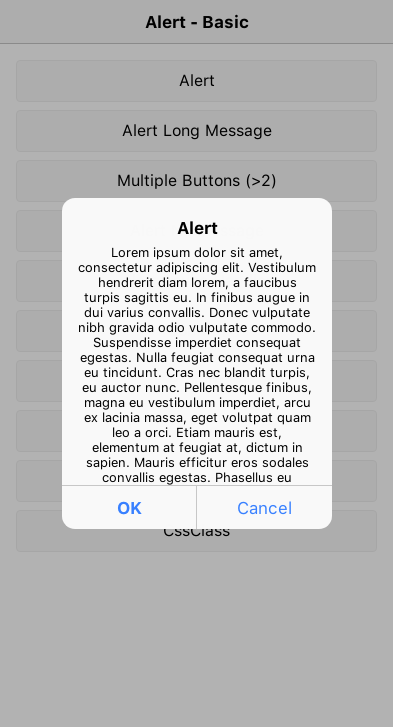 Alert - Basic
Alert
Alert Long Message
Multiple Buttons (>2)
Alert
Lorem ipsum dolor sit amet,
consectetur adipiscing elit. Vestibulum
hendrerit diam lorem, a faucibus
turpis sagittis eu. In finibus augue in
dui varius convallis. Donec vulputate
nibh gravida odio vulputate commodo.
Suspendisse imperdiet consequat
egestas. Nulla feugiat consequat urna
eu tincidunt. Cras nec blandit turpis,
eu auctor nunc. Pellentesque finibus,
magna eu vestibulum imperdiet, arcu
ex lacinia massa, eget volutpat quam
leo a orci. Etiam mauris est,
elementum at feugiat at, dictum in
sapien. Mauris efficitur eros sodales
convallis egestas. Phasellus eu
OK
Cancel
CssClass